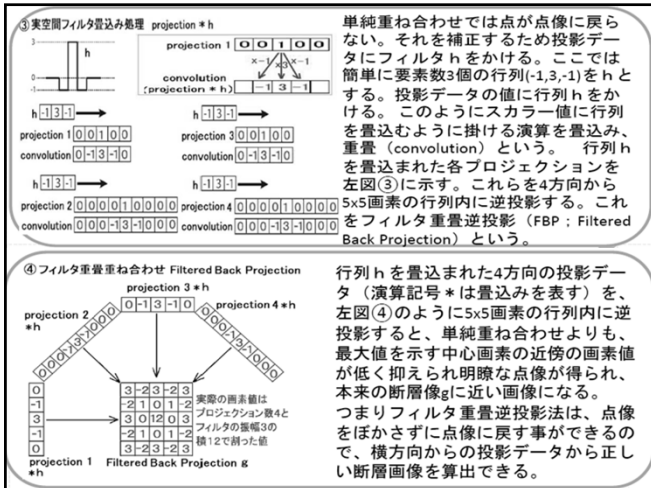 ③ 実空間フィルタ畳込み処理 projection * h
3
h
0
-1
projection 1 0 0 1 0 0
x-1 x3 x-1
convolution -1 3 -1
(projection * h)
h -1 3 -1
projection 1 0 0 1 0 0
convolution 0 -1 3 -1 0
h -1 3 -1
projection 3 0 0 1 0 0
convolution 0 -1 3 -1 0
h -1 3 -1
projection 2 0 0 0 0 1 0 0 0 0
convolution 0 0 0 -1 3 -1 0 0 0
h -1 3 -1
projection 4 0 0 0 0 1 0 0 0 0
convolution 0 0 0 -1 3 -1 0 0 0
単純重ね合わせでは点が点像に戻ら
ない。それを補正するため投影デー
タにフィルタhをかける。ここでは
簡単に要素数3個の行列(-1,3,-1)をhと
する。投影データの値に行列hをか
ける。このようにスカラー値に行列
を畳込むように掛ける演算を畳込み、
重畳(convolution)という。 行列h
を畳込まれた各プロジェクションを
左図③に示す。これらを4方向から
5x5画素の行列内に逆投影する。これ
をフィルタ重畳逆投影(FBP;Filtered
Back Projection)という。
④ フィルタ重畳重ね合わせ Filtered Back Projection
projection 3 *h
0 -1 3 -1 0
projection 2
*h
0 0 0 -1 3 -1 0 0 0
projection 4 *h
0 0 0 -1 3 -1 0 0 0
0
-1
3
-1
0
projection 1
*h
3 -2 3 -2 3
-2 1 0 1 -2
3 0 12 0 3
-2 1 0 1 -2
3 -2 3 -2 3
Filtered Back Projection g
実際の画素値は
プロジェクション数4と
フィルタの振幅3の
積12で割った値
行列hを畳込まれた4方向の投影デー
タ(演算記号*は畳込みを表す)を、
左図④のように5x5画素の行列内に逆
投影すると、単純重ね合わせよりも、
最大値を示す中心画素の近傍の画素値
が低く抑えられ明瞭な点像が得られ、
本来の断層像gに近い画像になる。
つまりフィルタ重畳逆投影法は、点像
をぼかさずに点像に戻す事ができるの
で、横方向からの投影データから正し
い断層画像を算出できる。